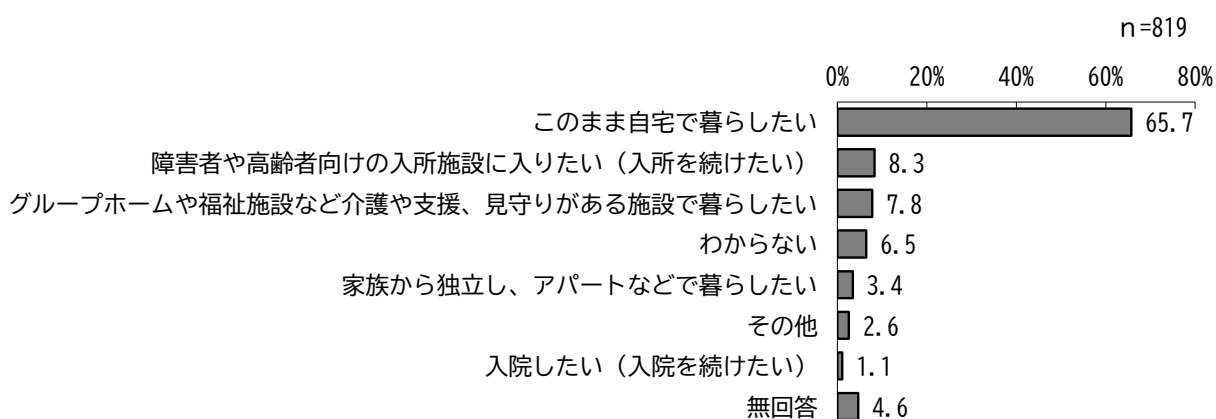 n=819
0% 20% 40% 60% 80%
このまま自宅で暮らしたい 65.7
障害者や高齢者向けの入所施設に入りたい（入所を続けたい） 8.3
グループホームや福祉施設など介護や支援、見守りがある施設で暮らしたい 7.8
わからない 6.5
家族から独立し、アパートなどで暮らしたい 3.4
その他 2.6
入院したい（入院を続けたい） 1.1
無回答 4.6